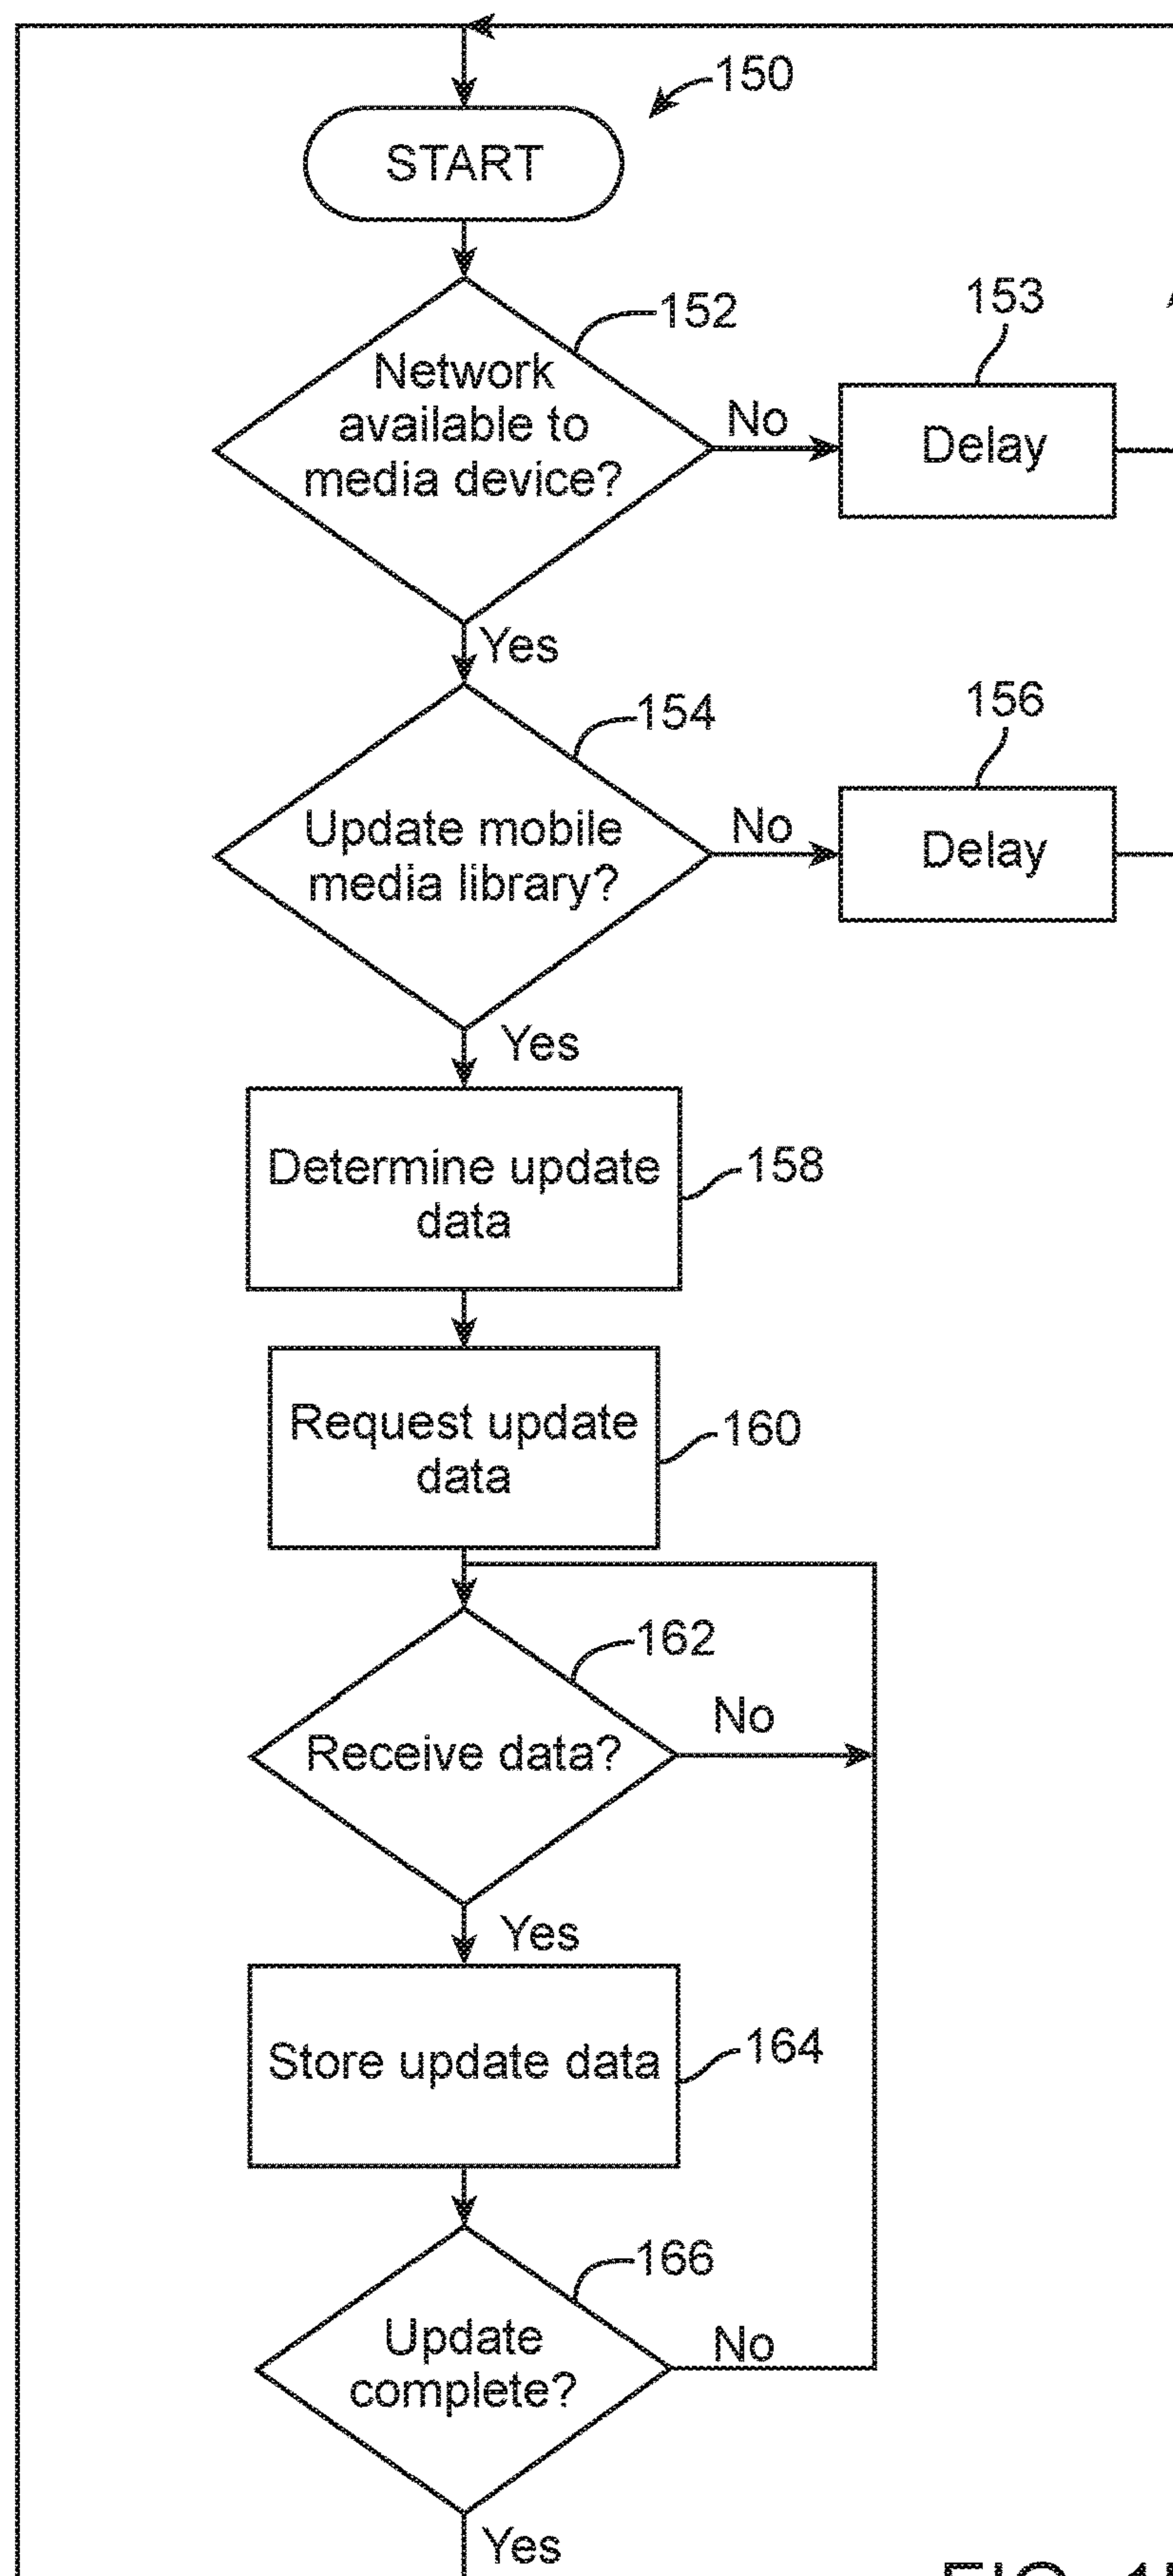 150
START
152
Network
available to
media device?
No
153
Delay
Yes
154
Update mobile
media library?
No
156
Delay
Yes
Determine update
data
158
Request update
data
160
162
Receive data?
No
Yes
Store update data
164
166
Update
complete?
No
Yes